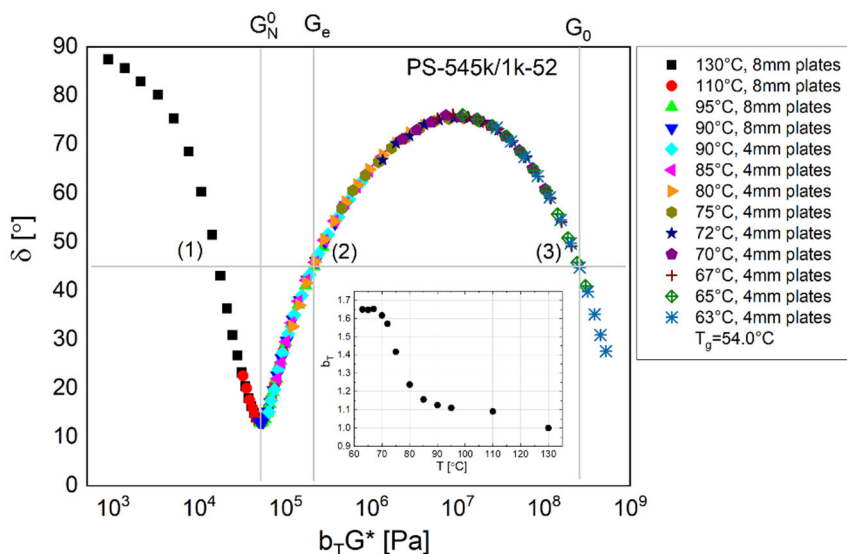 G_N^0 G_e G_0
PS-545k/1k-52
90
80
70
60
50
40
30
20
10
0
δ [°]
(1) (2) (3)
10^3 10^4 10^5 10^6 10^7 10^8 10^9
b_TG* [Pa]
1.7
1.6
1.5
1.4
1.3
1.2
1.1
1.0
0.9
b_T
60 70 80 90 100 110 120 130
T [°C]
130°C, 8mm plates
110°C, 8mm plates
95°C, 8mm plates
90°C, 8mm plates
90°C, 4mm plates
85°C, 4mm plates
80°C, 4mm plates
75°C, 4mm plates
72°C, 4mm plates
70°C, 4mm plates
67°C, 4mm plates
65°C, 4mm plates
63°C, 4mm plates
T_g=54.0°C